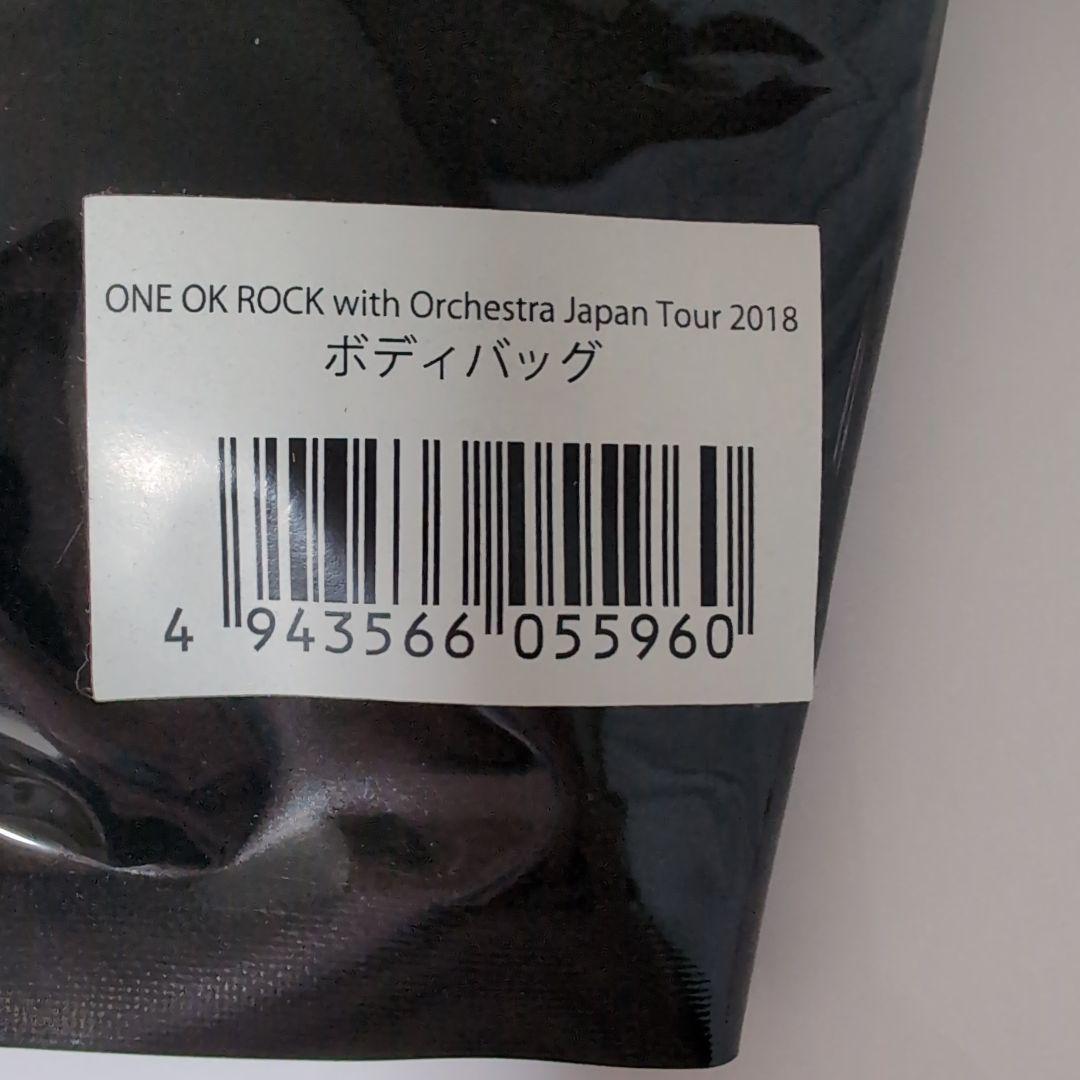 ONE OK ROCK with Orchestra Japan Tour 2018
ボディバッグ
4 943566 055960